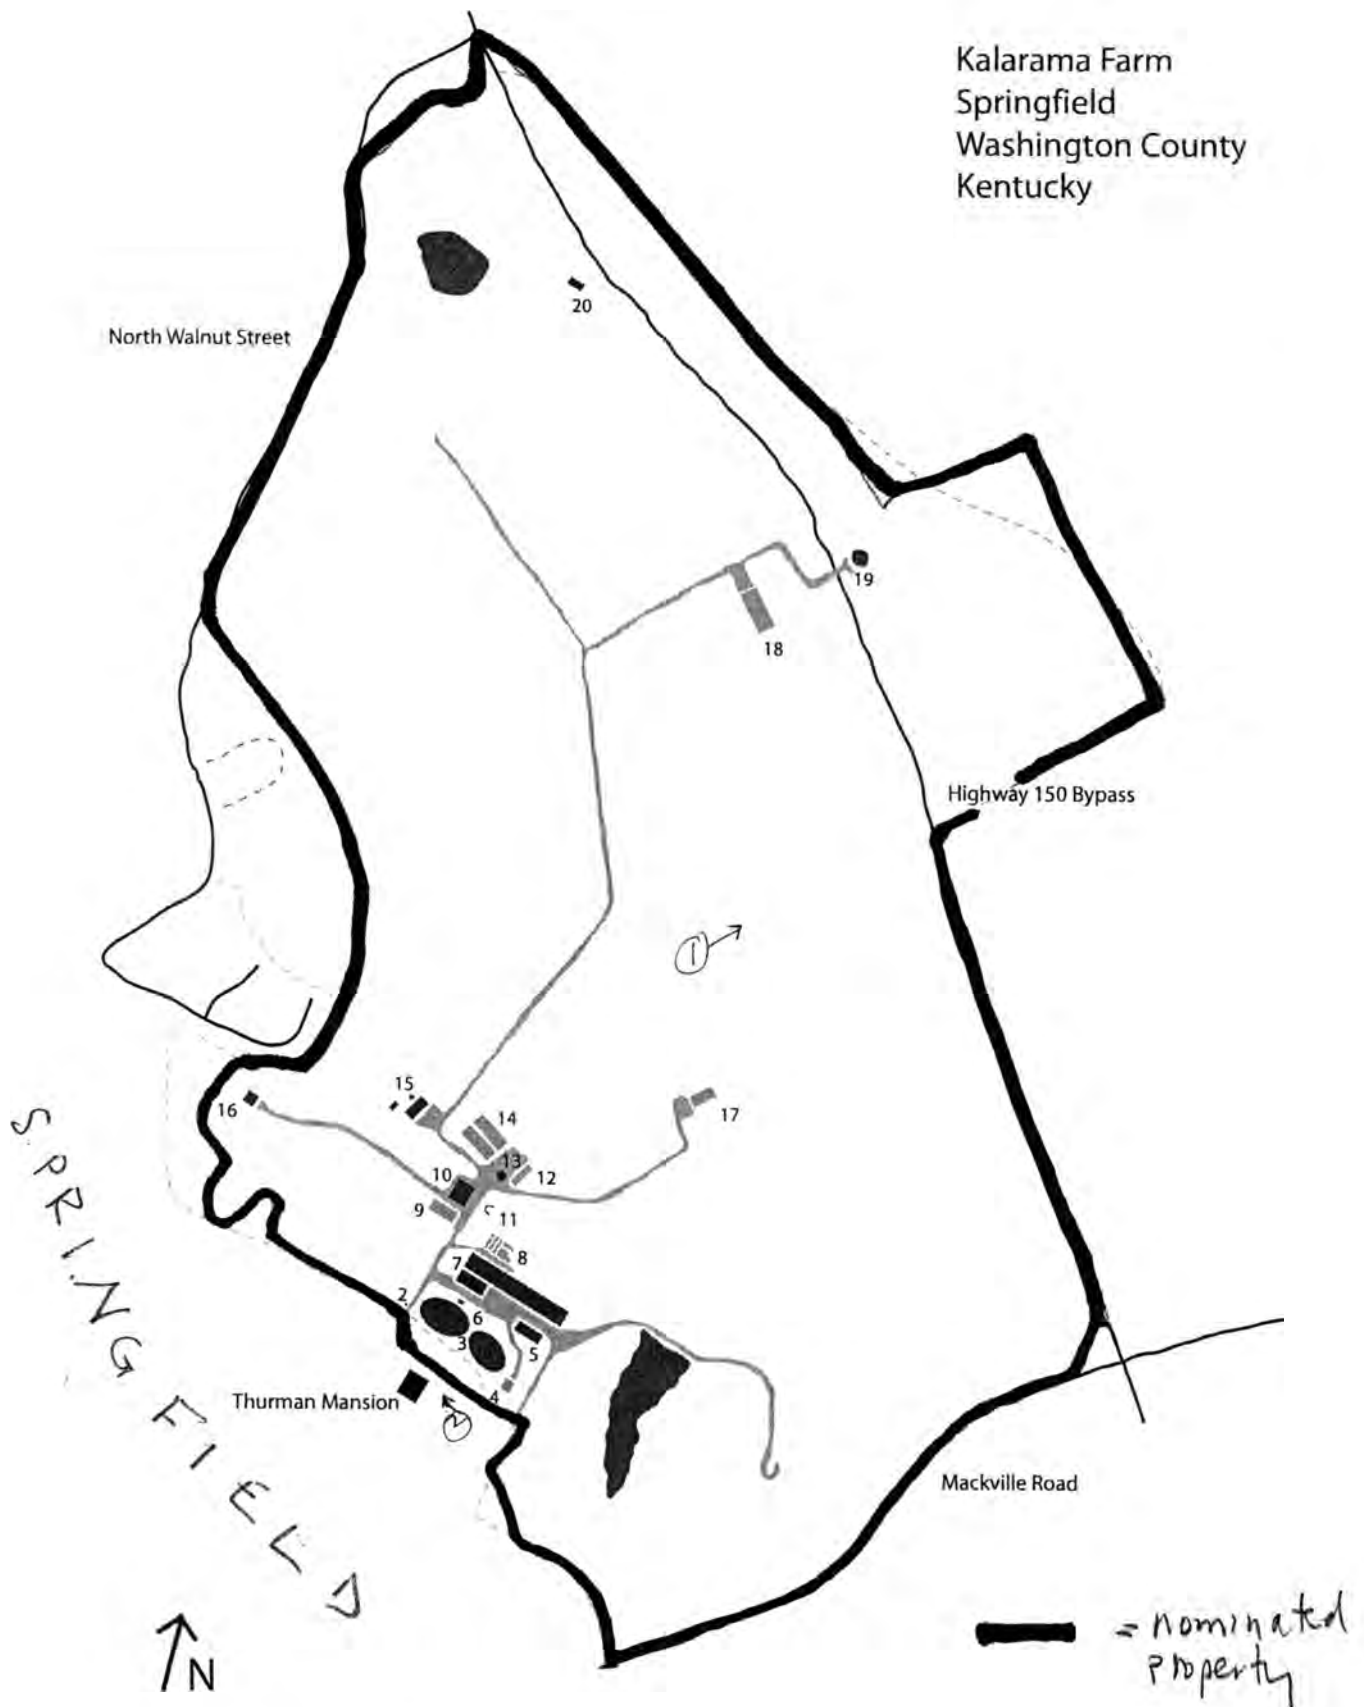 Kalarama Farm
Springfield
Washington County
Kentucky
20
North Walnut Street
19
18
Highway 150 Bypass
1
15
16
14
17
13
10
12
9
11
8
7
2
6
3
5
Thurman Mansion
4
2
SPRINGFIELD
Mackville Road
N
= nominated
property